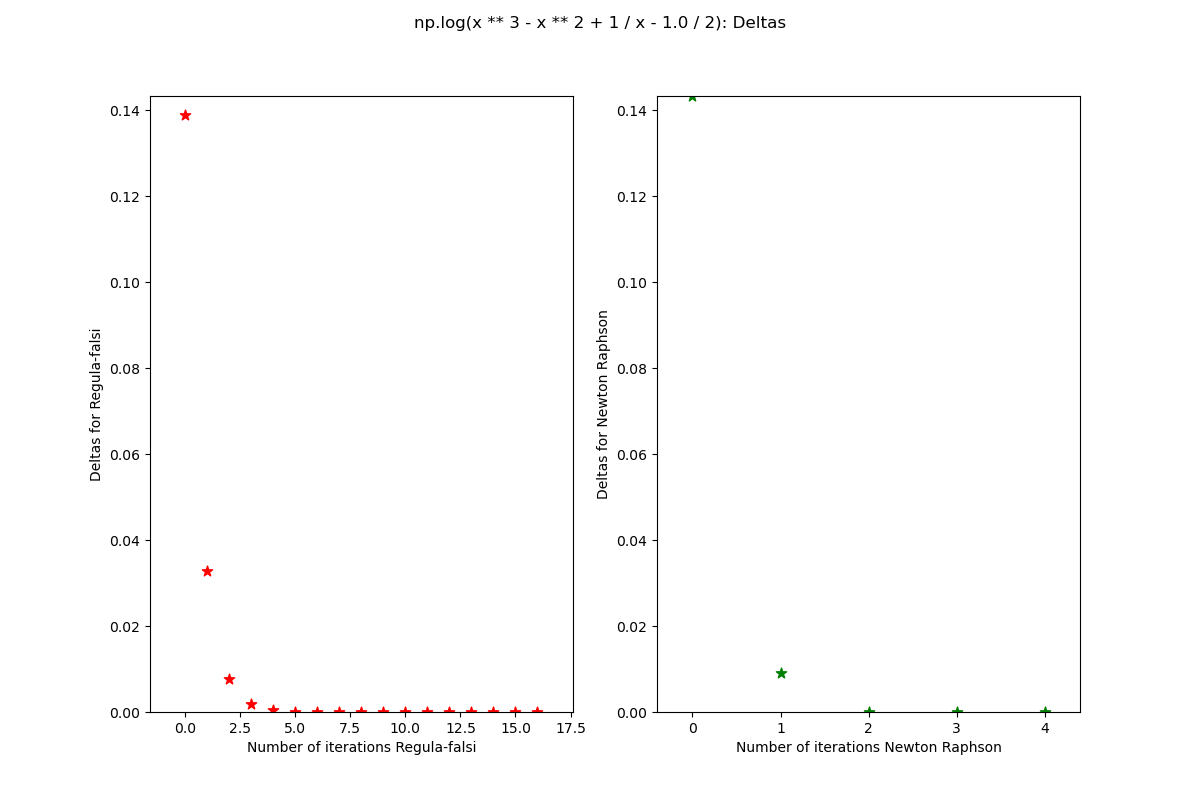 np.log(x ** 3 - x ** 2 + 1 / x - 1.0 / 2): Deltas
Deltas for Regula-falsi
0.14
0.12
0.10
0.08
0.06
0.04
0.02
0.00
0.0 2.5 5.0 7.5 10.0 12.5 15.0 17.5
Number of iterations Regula-falsi
Deltas for Newton Raphson
0.14
0.12
0.10
0.08
0.06
0.04
0.02
0.00
0 1 2 3 4
Number of iterations Newton Raphson